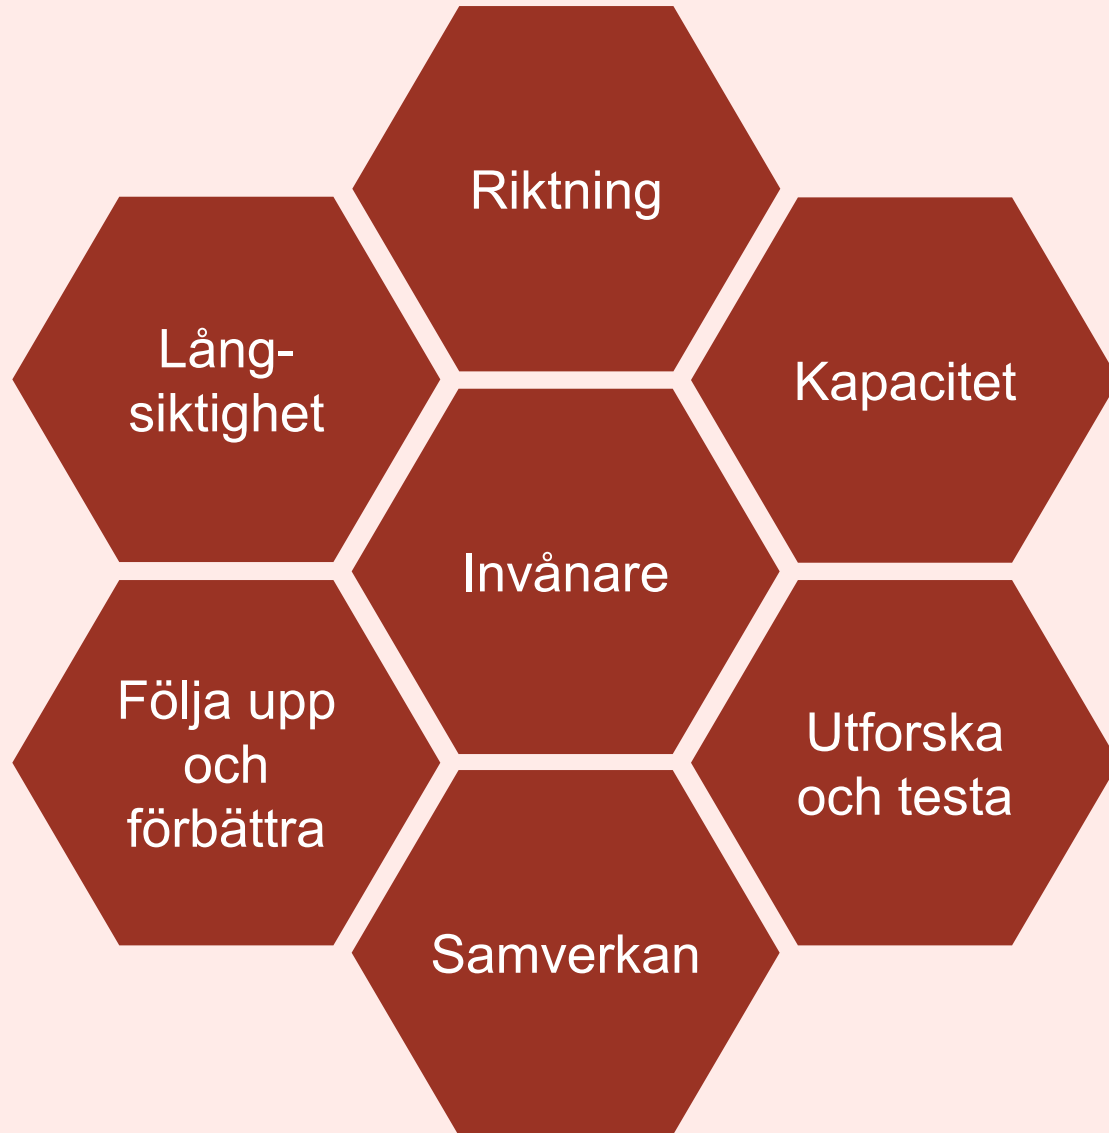 Riktning
Lång-
siktighet
Kapacitet
Invånare
Följa upp
och
förbättra
Utforska
och testa
Samverkan